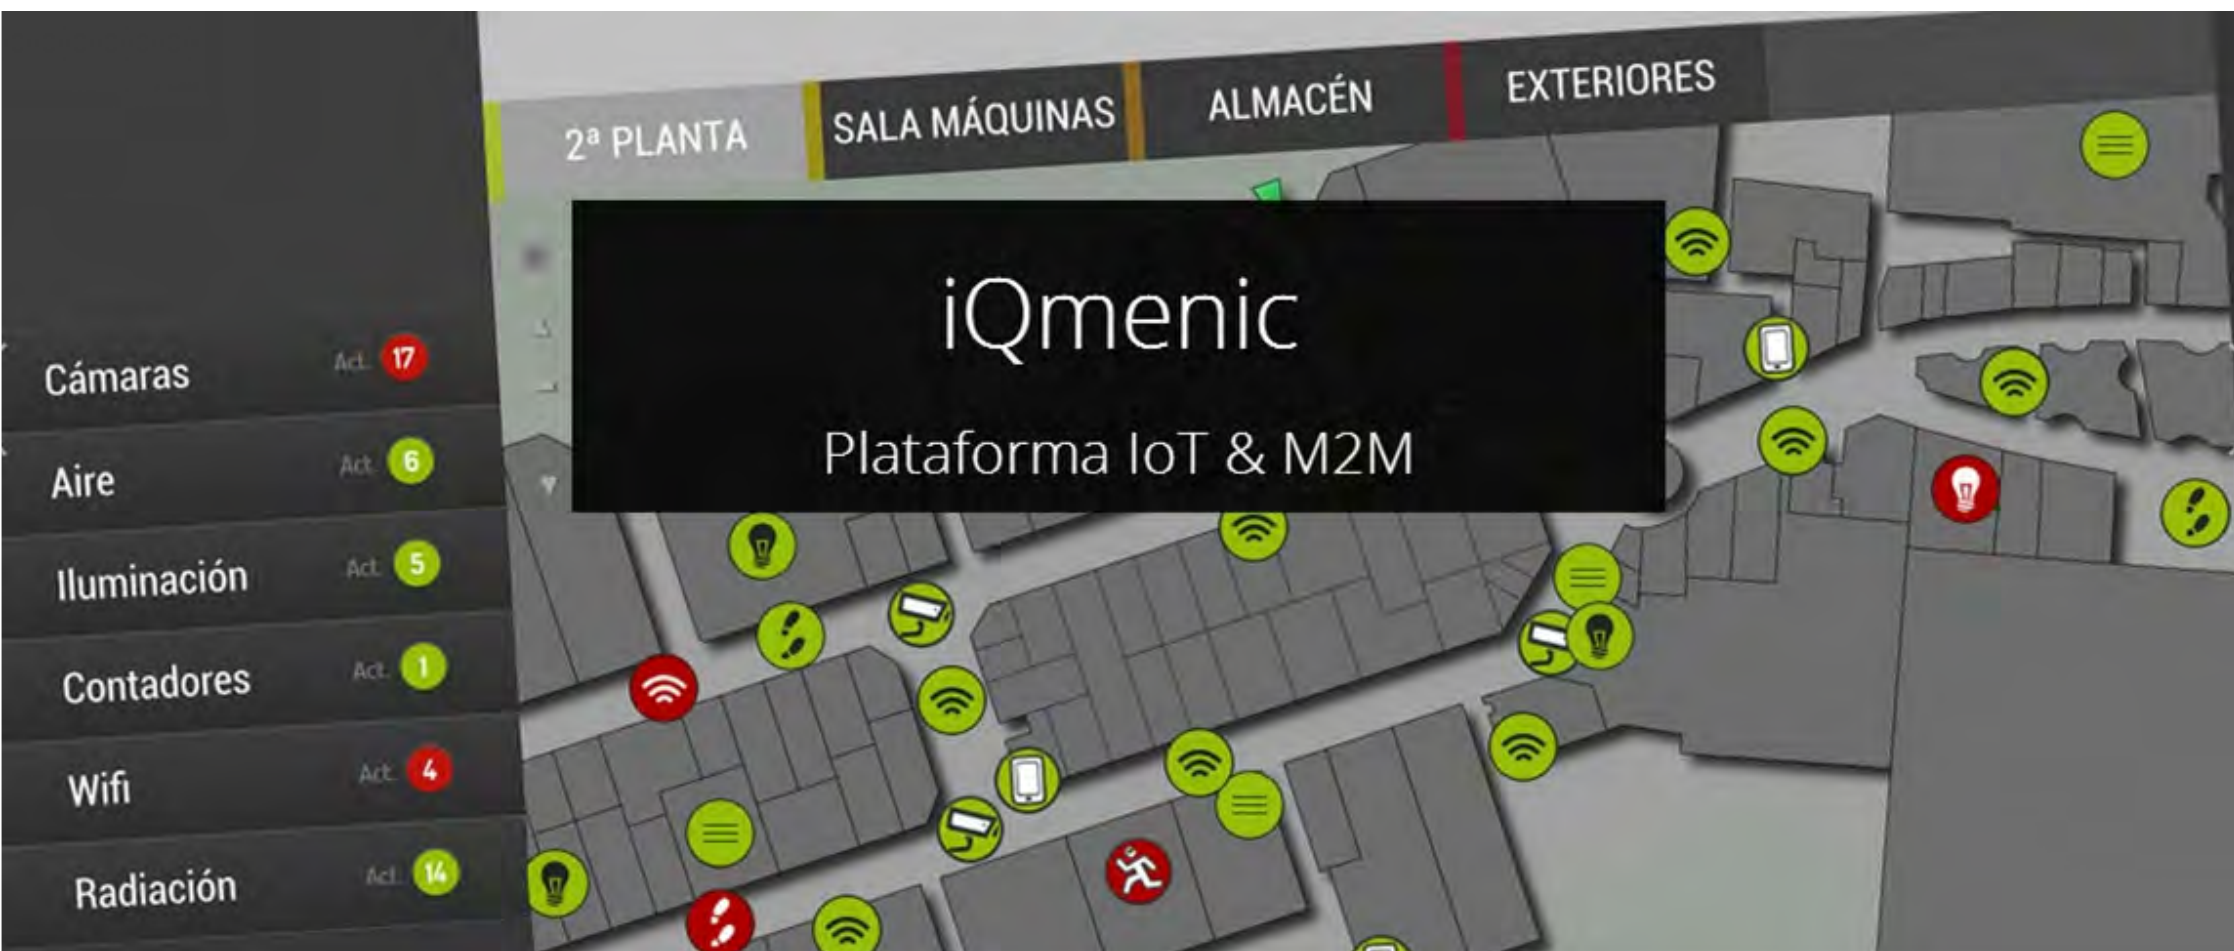 2ª PLANTA
SALA MÁQUINAS
ALMACÉN
EXTERIORES
iQmenic
Plataforma IoT & M2M
Cámaras Act. 17
Aire Act. 6
Iluminación Act. 5
Contadores Act. 1
Wifi Act. 4
Radiación Act. 14